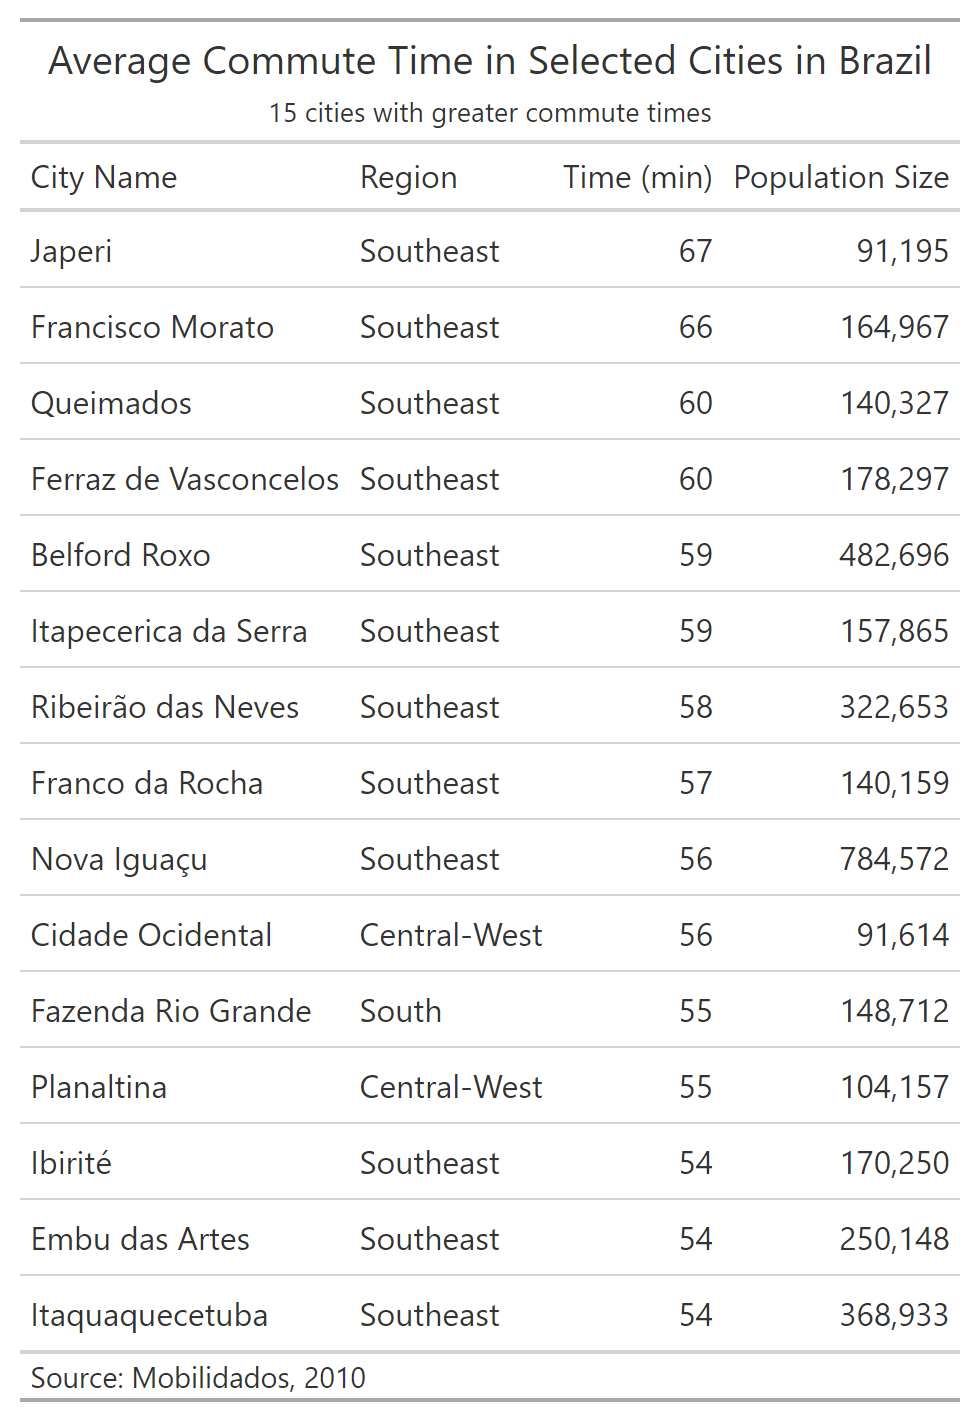 Average Commute Time in Selected Cities in Brazil
15 cities with greater commute times
City Name Region Time (min) Population Size
Japeri Southeast 67 91,195
Francisco Morato Southeast 66 164,967
Queimados Southeast 60 140,327
Ferraz de Vasconcelos Southeast 60 178,297
Belford Roxo Southeast 59 482,696
Itapecerica da Serra Southeast 59 157,865
Ribeirão das Neves Southeast 58 322,653
Franco da Rocha Southeast 57 140,159
Nova Iguaçu Southeast 56 784,572
Cidade Ocidental Central-West 56 91,614
Fazenda Rio Grande South 55 148,712
Planaltina Central-West 55 104,157
Ibirité Southeast 54 170,250
Embu das Artes Southeast 54 250,148
Itaquaquecetuba Southeast 54 368,933
Source: Mobilidados, 2010